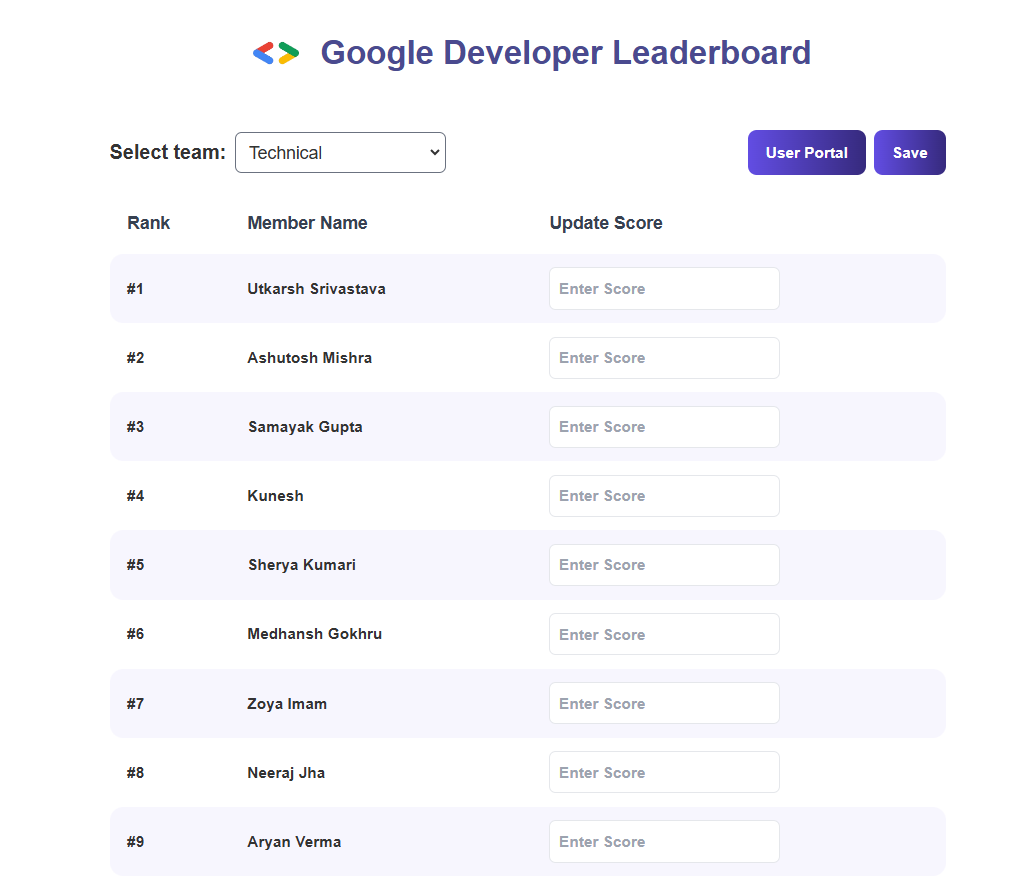 Google Developer Leaderboard
Select team: Technical User Portal Save
Rank Member Name Update Score
#1 Utkarsh Srivastava Enter Score
#2 Ashutosh Mishra Enter Score
#3 Samayak Gupta Enter Score
#4 Kunesh Enter Score
#5 Sherya Kumari Enter Score
#6 Medhansh Gokhru Enter Score
#7 Zoya Imam Enter Score
#8 Neeraj Jha Enter Score
#9 Aryan Verma Enter Score